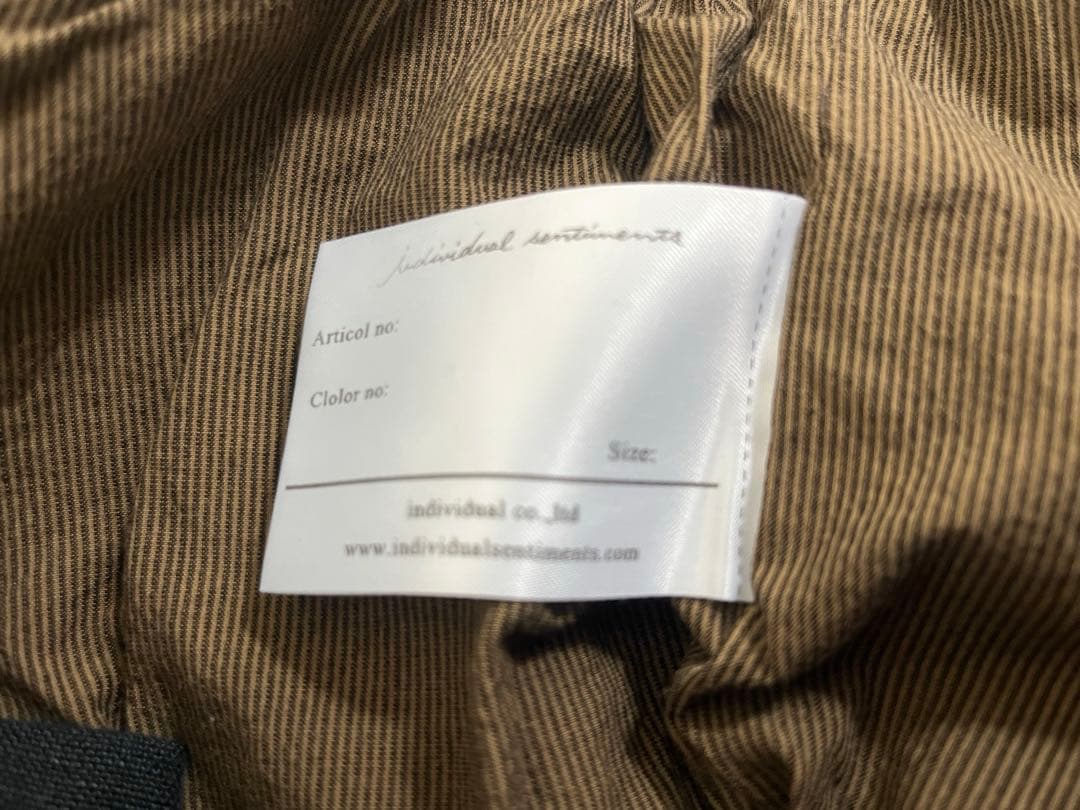 individual sentiments
Articol no:
Clolor no:
Size:
individual co.,ltd
www.individualsentiments.com